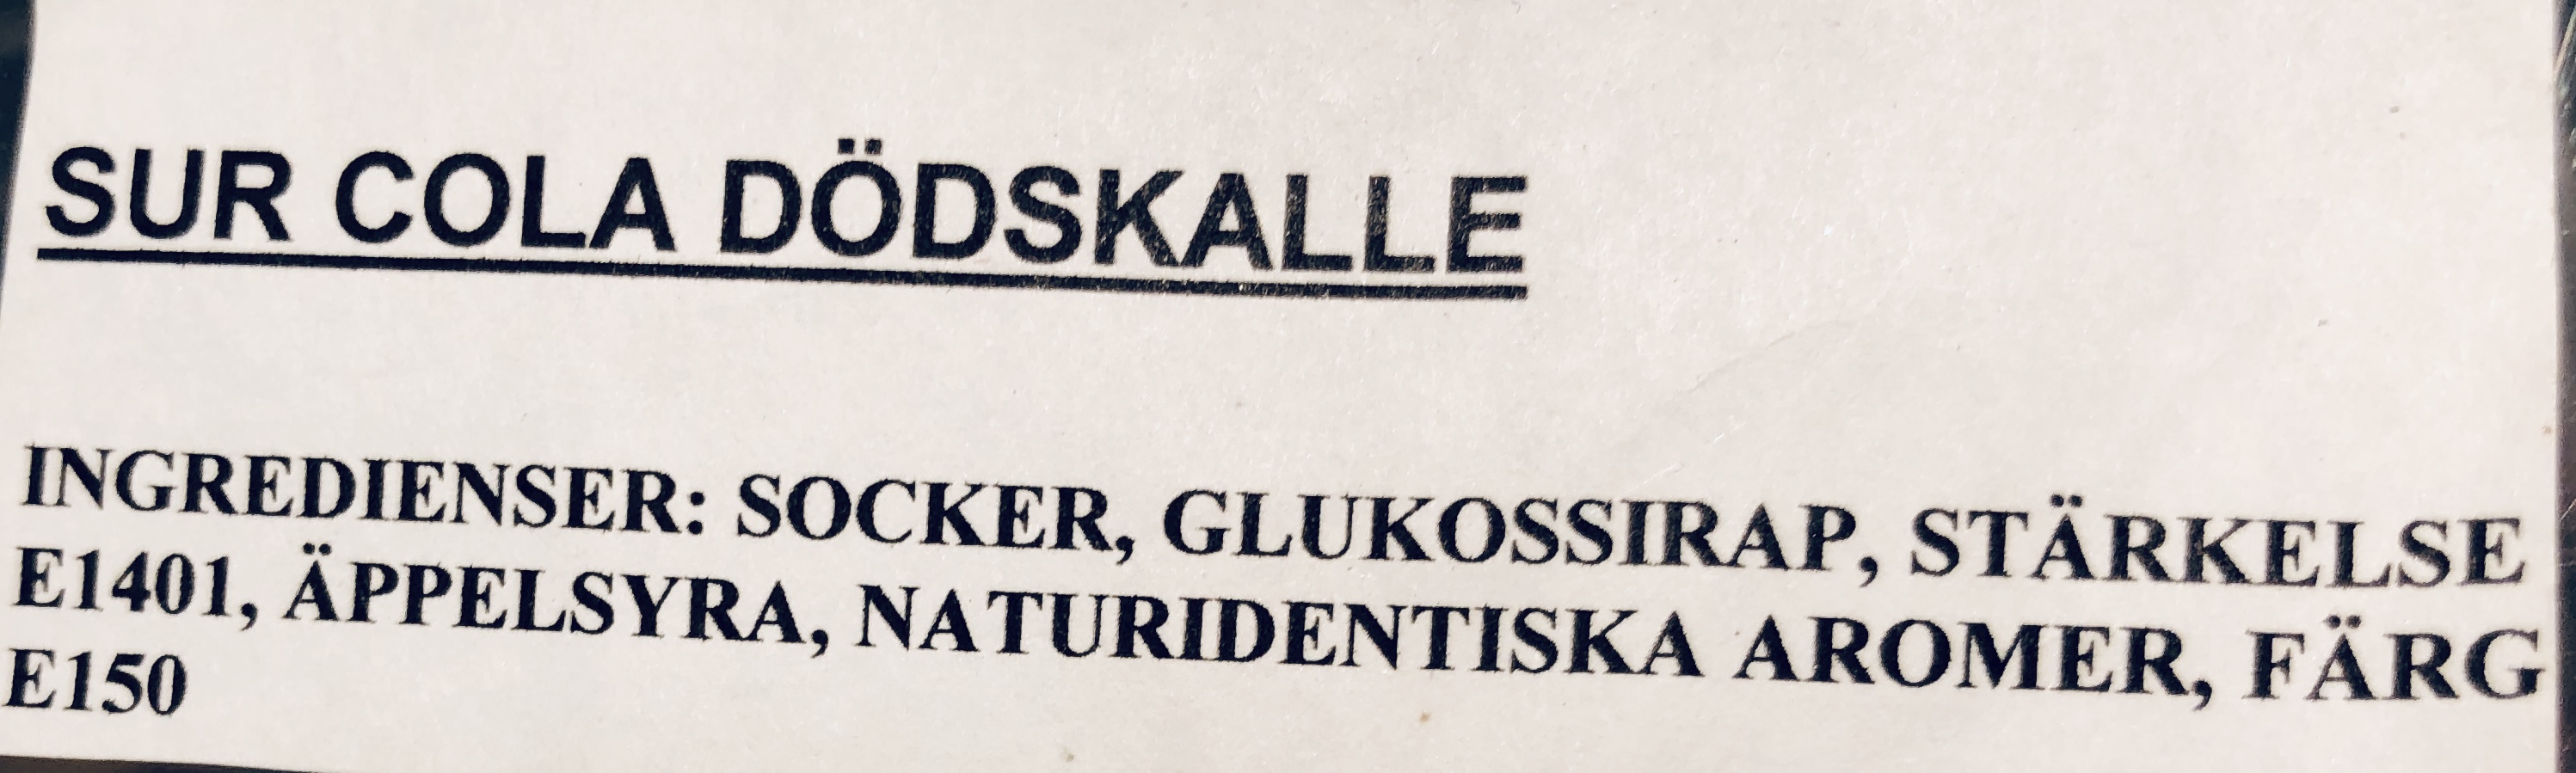 SUR COLA DÖDSKALLE
INGREDIENSER: SOCKER, GLUKOSSIRAP, STÄRKELSE
E1401, ÄPPELSYRA, NATURIDENTISKA AROMER, FÄRG
E150